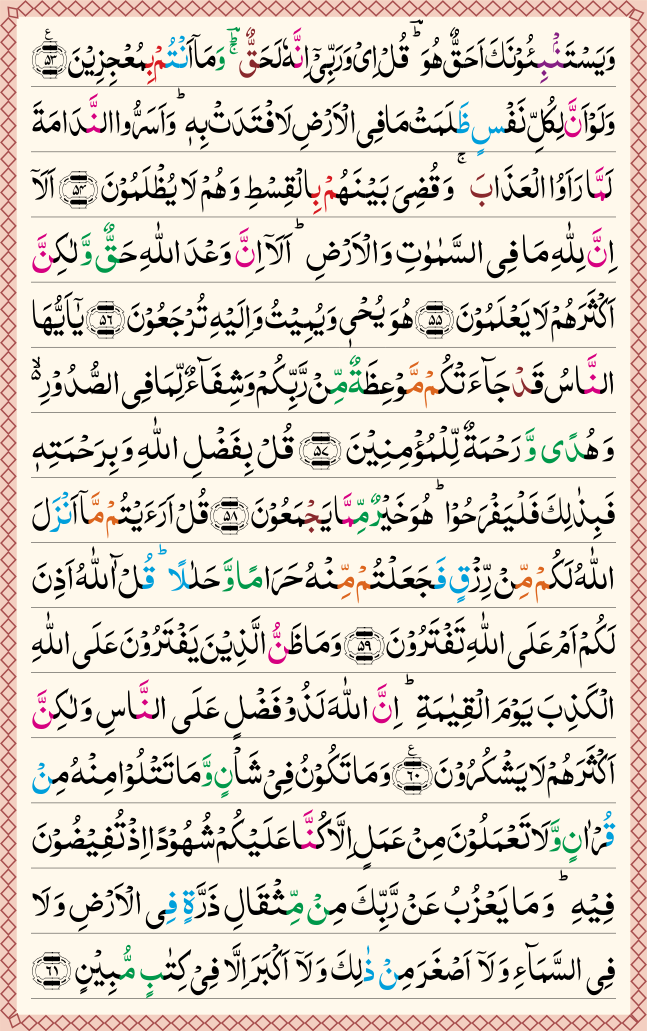 وَيَسْتَنْۢبِـُٔوْنَكَ اَحَقٌّ هُوَ ؕ قُلْ اِىْ وَرَبِّىْۤ اِنَّهٗ لَحَقٌّ ؔؕ وَمَاۤ اَنْتُمْ بِمُعْجِزِيْنَ ۟﴿۵۳﴾ ع
وَلَوْ اَنَّ لِكُلِّ نَفْسٍ ظَلَمَتْ مَا فِى الْاَرْضِ لَافْتَدَتْ بِهٖ ؕ وَاَسَرُّوا النَّدَامَةَ
لَمَّا رَاَوُا الْعَذَابَ ۚ وَقُضِىَ بَيْنَهُمْ بِالْقِسْطِ وَهُمْ لَا يُظْلَمُوْنَ ﴿۵۴﴾ اَلَاۤ
اِنَّ لِلّٰهِ مَا فِى السَّمٰوٰتِ وَالْاَرْضِ ؕ اَلَاۤ اِنَّ وَعْدَ اللّٰهِ حَقٌّ وَّلٰكِنَّ
اَكْثَرَهُمْ لَا يَعْلَمُوْنَ ﴿۵۵﴾ هُوَ يُحْىٖ وَيُمِيْتُ وَاِلَيْهِ تُرْجَعُوْنَ ﴿۵۶﴾ يٰۤاَيُّهَا
النَّاسُ قَدْ جَآءَتْكُمْ مَّوْعِظَةٌ مِّنْ رَّبِّكُمْ وَشِفَآءٌ لِّمَا فِى الصُّدُوْرِ ۙ
وَهُدًى وَّرَحْمَةٌ لِّلْمُؤْمِنِيْنَ ﴿۵۷﴾ قُلْ بِفَضْلِ اللّٰهِ وَبِرَحْمَتِهٖ
فَبِذٰلِكَ فَلْيَفْرَحُوْا ؕ هُوَ خَيْرٌ مِّمَّا يَجْمَعُوْنَ ﴿۵۸﴾ قُلْ اَرَءَيْتُمْ مَّاۤ اَنْزَلَ
اللّٰهُ لَكُمْ مِّنْ رِّزْقٍ فَجَعَلْتُمْ مِّنْهُ حَرَامًا وَّحَلٰلًا ؕ قُلْ آٰللّٰهُ اَذِنَ
لَكُمْ اَمْ عَلَى اللّٰهِ تَفْتَرُوْنَ ﴿۵۹﴾ وَمَا ظَنُّ الَّذِيْنَ يَفْتَرُوْنَ عَلَى اللّٰهِ
الْكَذِبَ يَوْمَ الْقِيٰمَةِ ؕ اِنَّ اللّٰهَ لَذُوْ فَضْلٍ عَلَى النَّاسِ وَلٰكِنَّ
اَكْثَرَهُمْ لَا يَشْكُرُوْنَ ﴿۶۰﴾ ع وَمَا تَكُوْنُ فِىْ شَاْنٍ وَّمَا تَتْلُوْا مِنْهُ مِنْ
قُرْاٰنٍ وَّلَا تَعْمَلُوْنَ مِنْ عَمَلٍ اِلَّا كُنَّا عَلَيْكُمْ شُهُوْدًا اِذْ تُفِيْضُوْنَ
فِيْهِ ؕ وَمَا يَعْزُبُ عَنْ رَّبِّكَ مِنْ مِّثْقَالِ ذَرَّةٍ فِى الْاَرْضِ وَلَا
فِى السَّمَآءِ وَلَاۤ اَصْغَرَ مِنْ ذٰلِكَ وَلَاۤ اَكْبَرَ اِلَّا فِىْ كِتٰبٍ مُّبِيْنٍ ﴿۶۱﴾